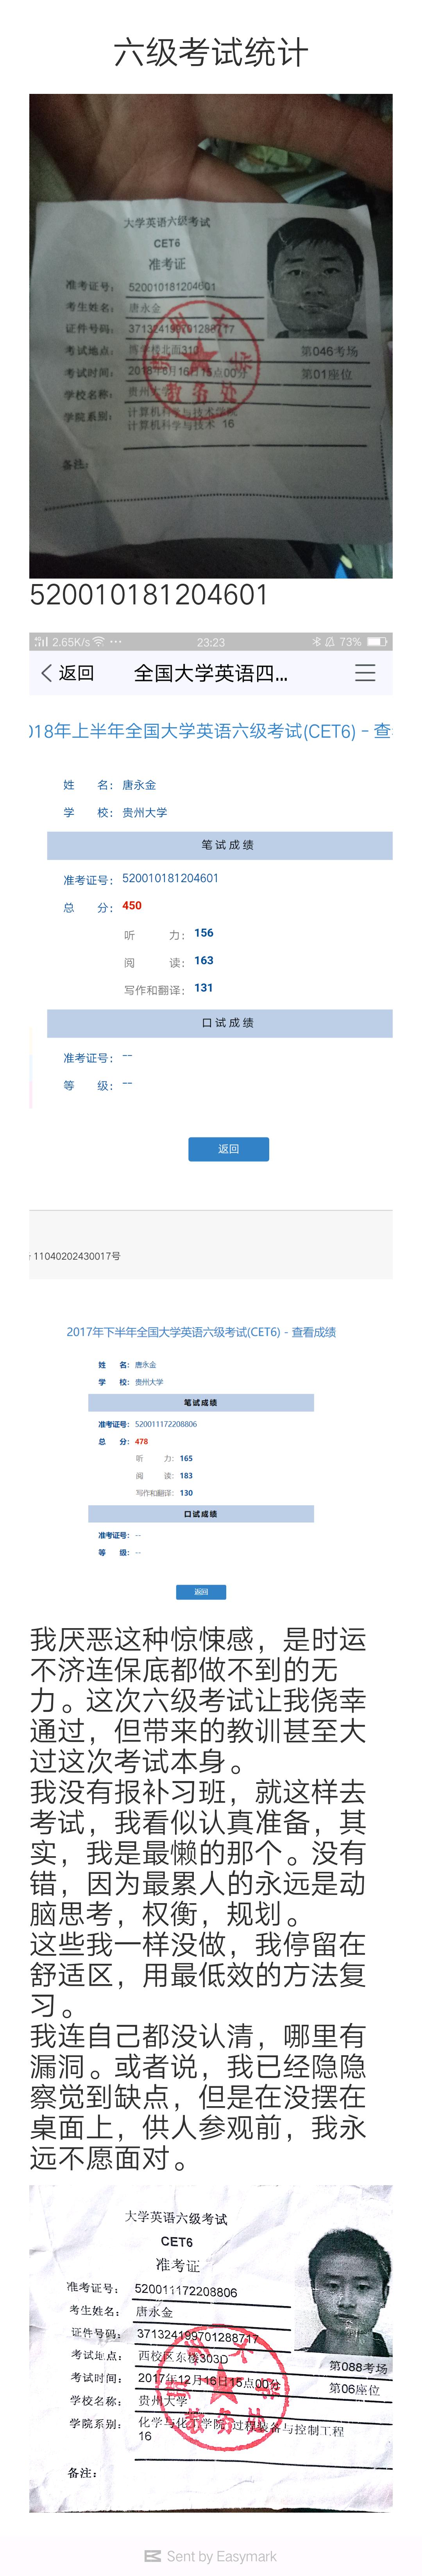 六级考试统计
大学英语六级考试
CET6
准考证
准考证号: 520010181204601
考生姓名: 唐永金
证件号码: 371324199701288717
考试地点: 北面310
第046考场
考试时间: 2018年6月16日15点00分
第01座位
学校名称: 贵州大学
学院系别: 计算机科学与技术学院
计算机科学与技术 16
备注:
教务处
520010181204601
2.65K/s ··· 23:23 73%
返回 全国大学英语四...
018年上半年全国大学英语六级考试(CET6) - 查
姓 名: 唐永金
学 校: 贵州大学
笔试成绩
准考证号: 520010181204601
总 分: 450
听 力: 156
阅 读: 163
写作和翻译: 131
口试成绩
准考证号: --
等 级: --
返回
11040202430017号
2017年下半年全国大学英语六级考试(CET6) - 查看成绩
姓 名: 唐永金
学 校: 贵州大学
笔试成绩
准考证号: 520011172208806
总 分: 478
听 力: 165
阅 读: 183
写作和翻译: 130
口试成绩
准考证号: --
等 级: --
返回
我厌恶这种惊悚感，是时运
不济连保底都做不到的无
力。这次六级考试让我侥幸
通过，但带来的教训甚至大
过这次考试本身。
我没有报补习班，就这样去
考试，我看似认真准备，其
实，我是最懒的那个。没有
错，因为最累人的永远是动
脑思考，权衡，规划。
这些我一样没做，我停留在
舒适区，用最低效的方法复
习。
我连自己都没认清，哪里有
漏洞。或者说，我已经隐隐
察觉到缺点，但是在没摆在
桌面上，供人参观前，我永
远不愿面对。
大学英语六级考试
CET6
准考证
准考证号: 520011172208806
考生姓名: 唐永金
证件号码: 371324199701288717
考试地点: 西校区东楼303D
第088考场
考试时间: 2017年12月16日15点00分
第06座位
学校名称: 贵州大学
学院系别: 化学与化工学院 过程装备与控制工程
16
备注:
教务处
Sent by Easymark